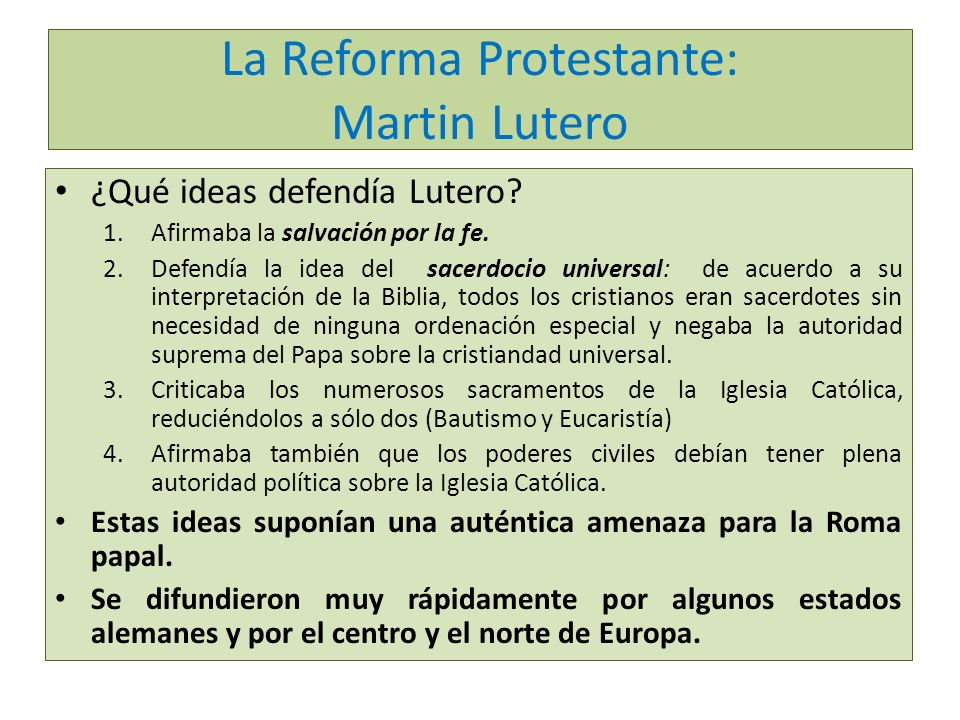 La Reforma Protestante:
Martin Lutero
• ¿Qué ideas defendía Lutero?
1. Afirmaba la salvación por la fe.
2. Defendía la idea del sacerdocio universal: de acuerdo a su
interpretación de la Biblia, todos los cristianos eran sacerdotes sin
necesidad de ninguna ordenación especial y negaba la autoridad
suprema del Papa sobre la cristiandad universal.
3. Criticaba los numerosos sacramentos de la Iglesia Católica,
reduciéndolos a sólo dos (Bautismo y Eucaristía)
4. Afirmaba también que los poderes civiles debían tener plena
autoridad política sobre la Iglesia Católica.
• Estas ideas suponían una auténtica amenaza para la Roma
papal.
• Se difundieron muy rápidamente por algunos estados
alemanes y por el centro y el norte de Europa.